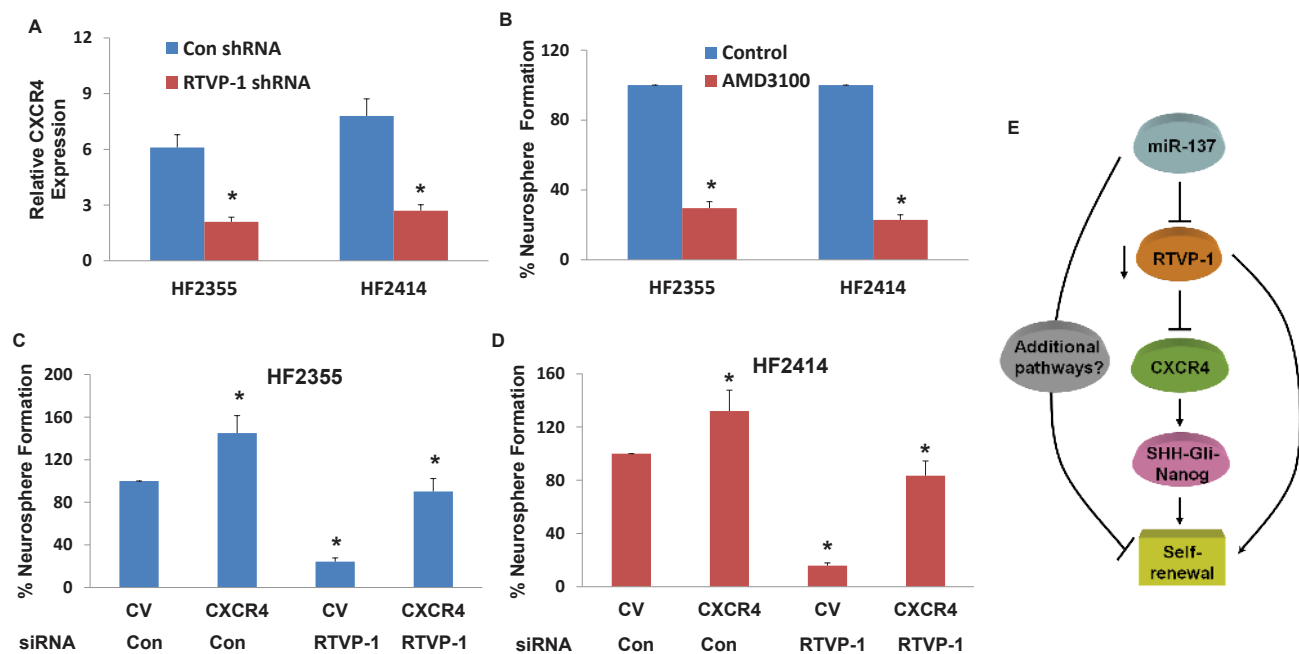 A
Con shRNA
RTVP-1 shRNA
Relative CXCR4
Expression
12
9
6
3
0
HF2355
HF2414
*
*
B
Control
AMD3100
% Neurosphere Formation
120
80
40
0
HF2355
HF2414
*
*
C
HF2355
% Neurosphere Formation
200
160
120
80
40
0
*
*
*
CV
CXCR4
CV
CXCR4
siRNA
Con
Con
RTVP-1
RTVP-1
D
HF2414
% Neurosphere Formation
160
120
80
40
0
*
*
*
CV
CXCR4
CV
CXCR4
siRNA
Con
Con
RTVP-1
RTVP-1
E
miR-137
RTVP-1
Additional
pathways?
CXCR4
SHH-Gli-
Nanog
Self-
renewal